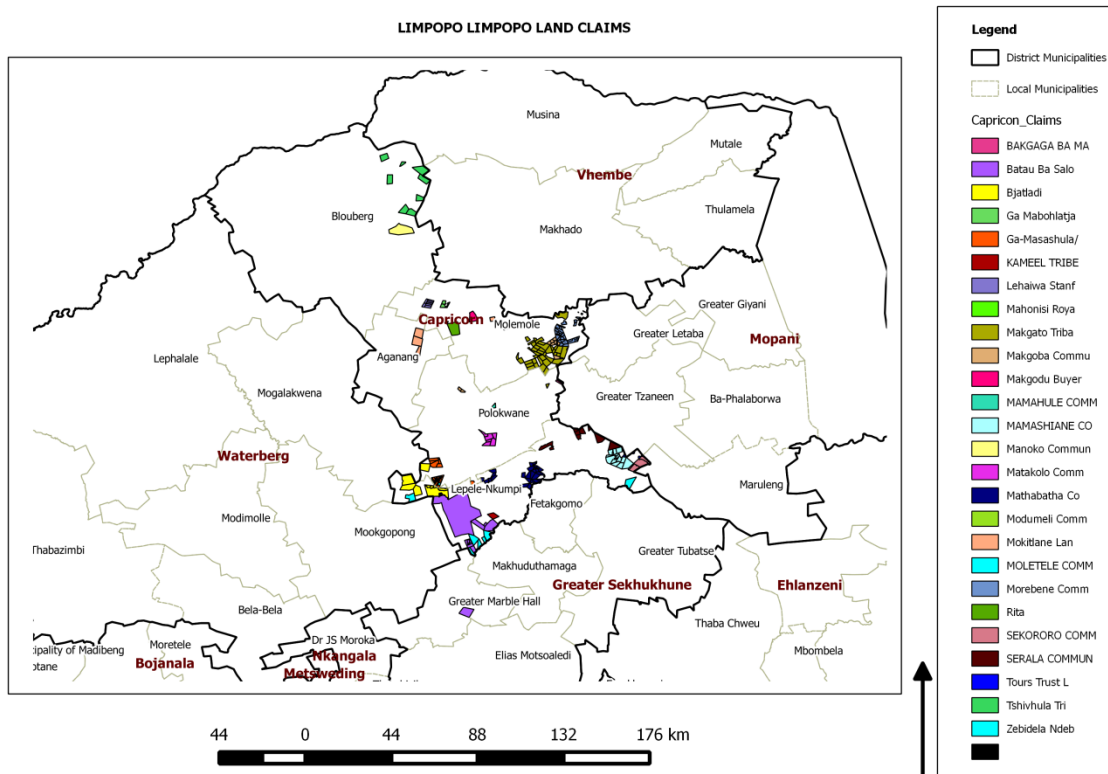 LIMPOPO LIMPOPO LAND CLAIMS
Musina
Mutale
Vhembe
Thulamela
Blouberg
Makhado
Greater Giyani
Capricorn
Molemole
Greater Letaba
Mopani
Lephalale
Aganang
Mogalakwena
Greater Tzaneen
Ba-Phalaborwa
Polokwane
Waterberg
Maruleng
Lepele-Nkumpi
Fetakgomo
Modimolle
Mookgopong
Thabazimbi
Greater Tubatse
Makhuduthamaga
Greater Sekhukhune
Ehlanzeni
Bela-Bela
Greater Marble Hall
Thaba Chweu
Dr JS Moroka
Moretele
cipality of Madibeng
Mbombela
Nkangala
Elias Motsoaledi
Bojanala
otane
Metsweding
44 0 44 88 132 176 km
Legend
District Municipalities
Local Municipalities
Capricon_Claims
BAKGAGA BA MA
Batau Ba Salo
Bjatladi
Ga Mabohlatja
Ga-Masashula/
KAMEEL TRIBE
Lehaiwa Stanf
Mahonisi Roya
Makgato Triba
Makgoba Commu
Makgodu Buyer
MAMAHULE COMM
MAMASHIANE CO
Manoko Commun
Matakolo Comm
Mathabatha Co
Modumeli Comm
Mokitlane Lan
MOLETELE COMM
Morebene Comm
Rita
SEKORORO COMM
SERALA COMMUN
Tours Trust L
Tshivhula Tri
Zebidela Ndeb